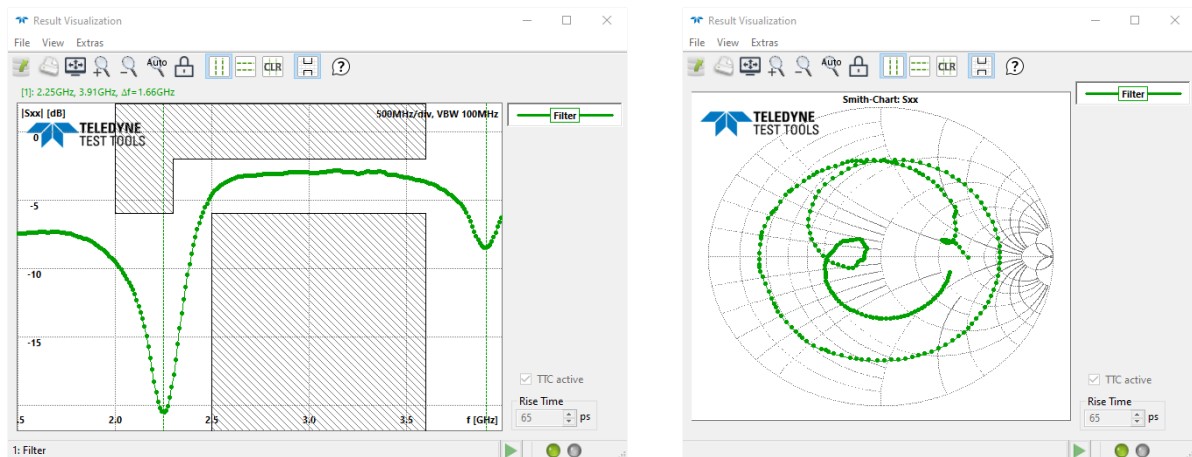 Result Visualization
File View Extras
Auto CLR ?
[1]: 2.25GHz, 3.91GHz, Δf=1.66GHz
|Sxx| [dB] 500MHz/div, VBW 100MHz
Filter
0
TELEDYNE
TEST TOOLS
-5
-10
-15
.5 2.0 2.5 3.0 3.5 f [GHz]
TTC active
Rise Time
65 ps
1: Filter
Result Visualization
File View Extras
Auto CLR ?
Smith-Chart: Sxx
Filter
TELEDYNE
TEST TOOLS
TTC active
Rise Time
65 ps